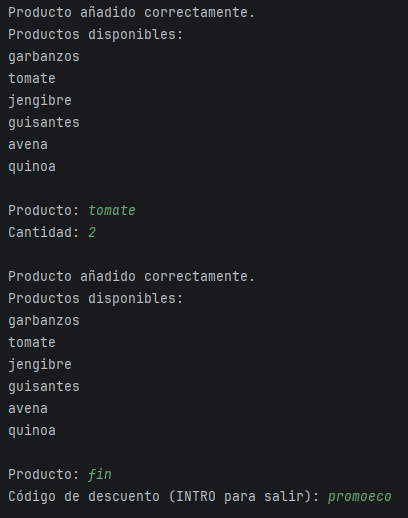 Producto añadido correctamente.
Productos disponibles:
garbanzos
tomate
jengibre
guisantes
avena
quinoa
Producto: tomate
Cantidad: 2
Producto añadido correctamente.
Productos disponibles:
garbanzos
tomate
jengibre
guisantes
avena
quinoa
Producto: fin
Código de descuento (INTRO para salir): promoeco